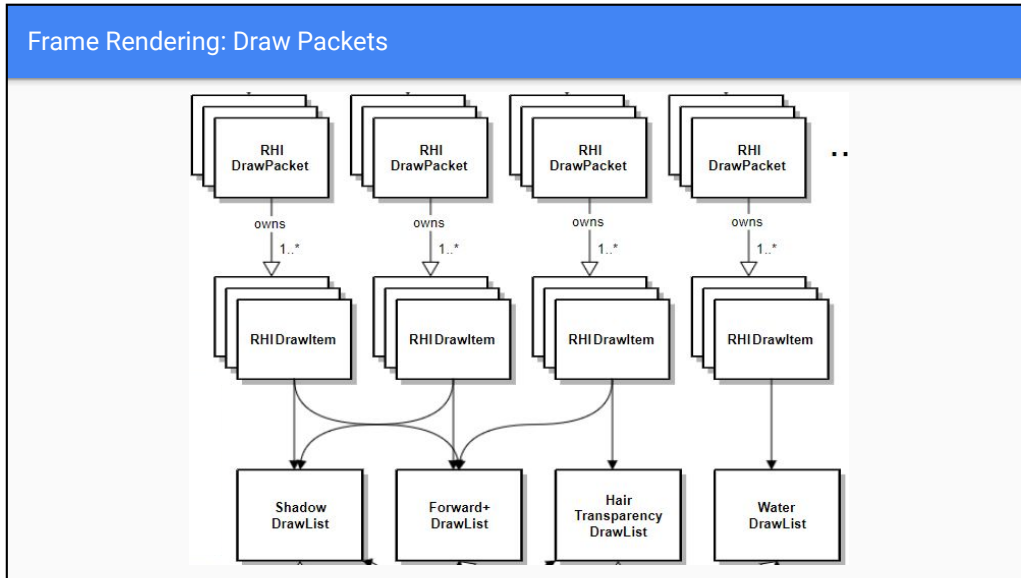 Frame Rendering: Draw Packets
RHI
DrawPacket
RHI
DrawPacket
RHI
DrawPacket
RHI
DrawPacket
..
owns
owns
owns
owns
1..*
1..*
1..*
1..*
RHIDrawItem
RHIDrawItem
RHIDrawItem
RHIDrawItem
Shadow
DrawList
Forward+
DrawList
Hair
Transparency
DrawList
Water
DrawList